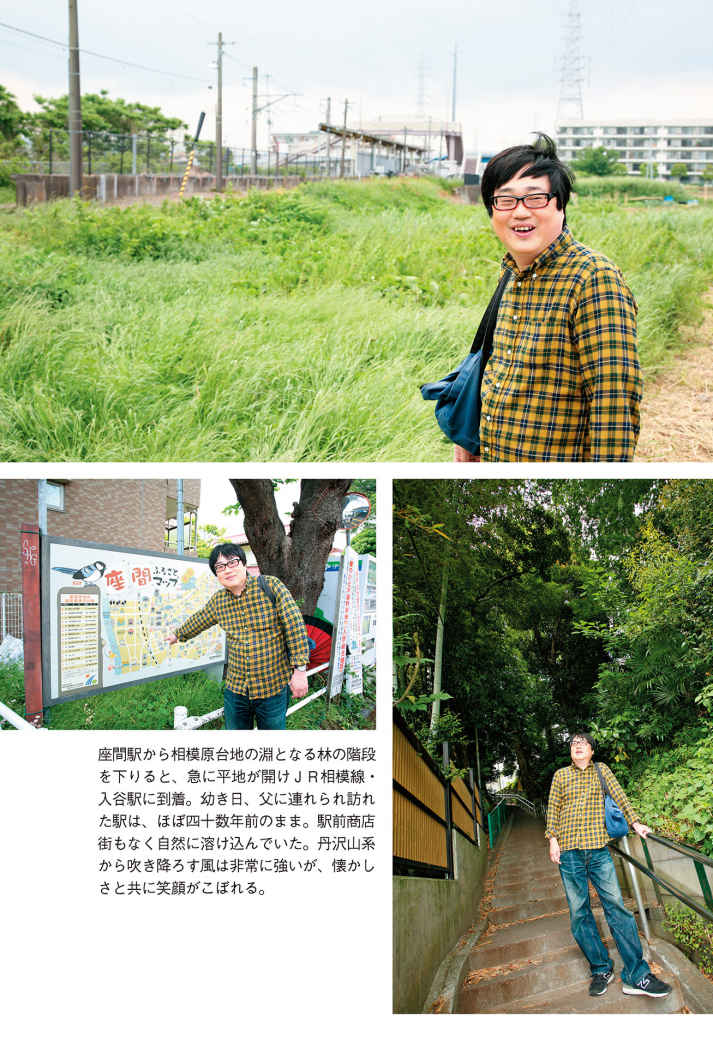 座間
ふるさと
マップ
座間駅から相模原台地の淵となる林の階段
を下りると、急に平地が開けＪＲ相模線・
入谷駅に到着。幼き日、父に連れられ訪れ
た駅は、ほぼ四十数年前のまま。駅前商店
街もなく自然に溶け込んでいた。丹沢山系
から吹き降ろす風は非常に強いが、懐かし
さと共に笑顔がこぼれる。